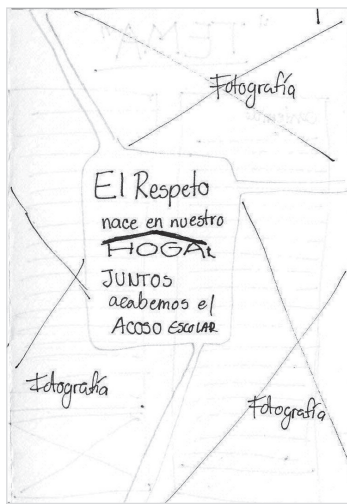 Fotografía
El Respeto
nace en nuestro
HOGAR
JUNTOS
acabemos el
ACOSO ESCOLAR
Fotografía
Fotografía